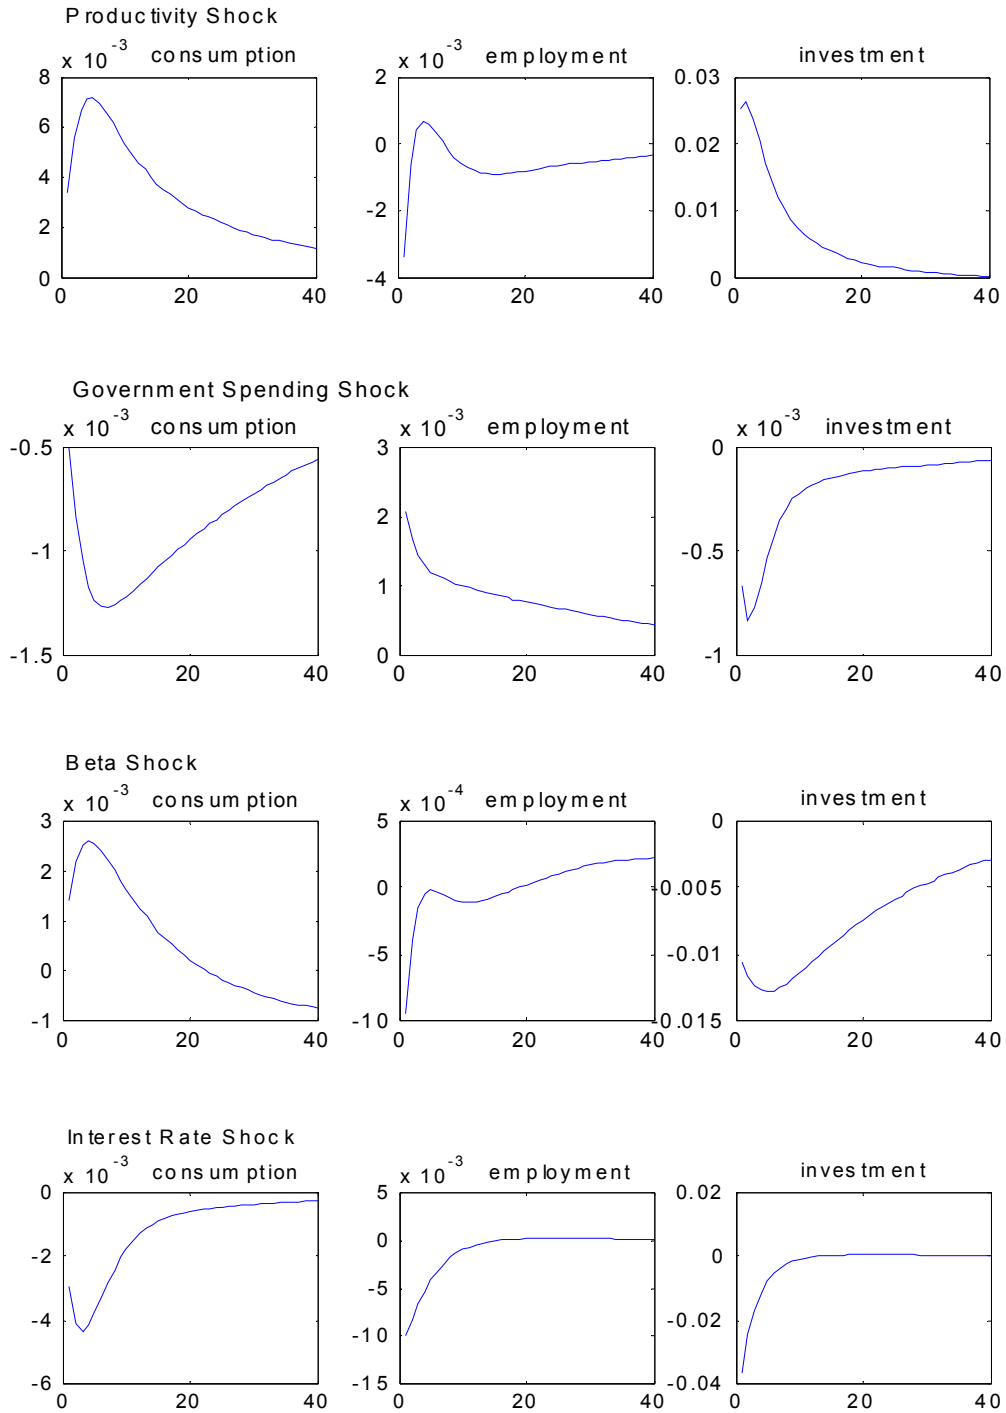 Productivity Shock
x 10-3 consumption
x 10-3 employment
investment
8
6
4
2
0
0 20 40
2
0
-2
-4
0 20 40
0.03
0.02
0.01
0
0 20 40
Government Spending Shock
x 10-3 consumption
x 10-3 employment
x 10-3 investment
-0.5
-1
-1.5
0 20 40
3
2
1
0
0 20 40
0
-0.5
-1
0 20 40
Beta Shock
x 10-3 consumption
x 10-4 employment
investment
3
2
1
0
-1
0 20 40
5
0
-5
-10
0 20 40
0
-0.005
-0.01
-0.015
0 20 40
Interest Rate Shock
x 10-3 consumption
x 10-3 employment
investment
0
-2
-4
-6
0 20 40
5
0
-5
-10
-15
0 20 40
0.02
0
-0.02
-0.04
0 20 40